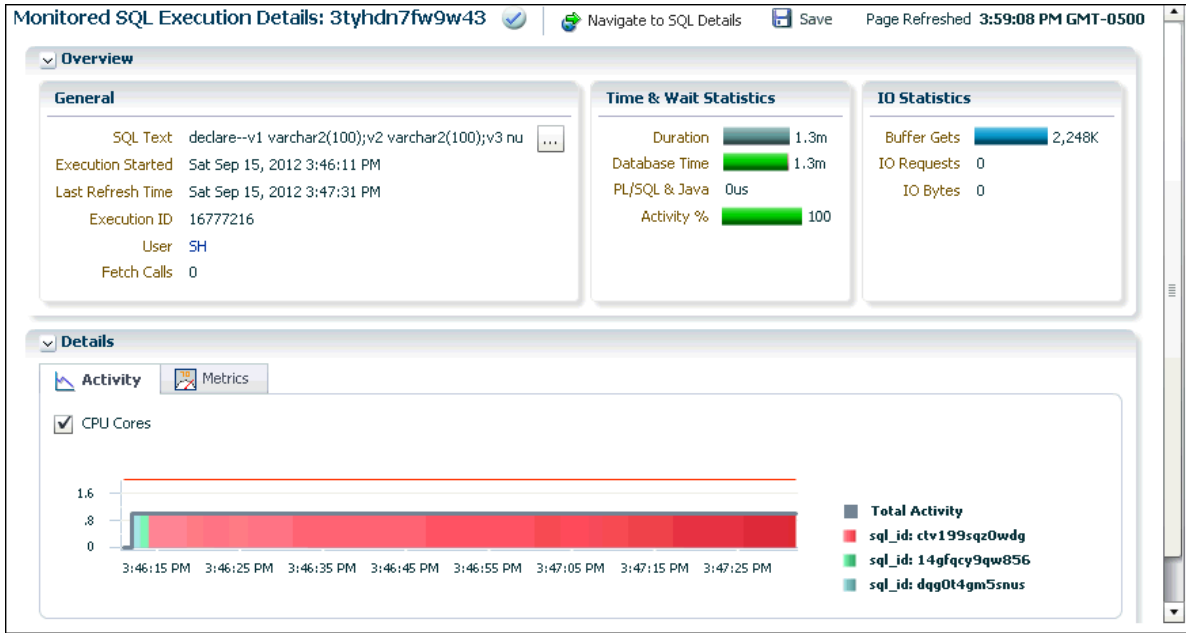 Monitored SQL Execution Details: 3tyhdn7fw9w43 Navigate to SQL Details Save Page Refreshed 3:59:08 PM GMT-0500
Overview
General
SQL Text declare--v1 varchar2(100);v2 varchar2(100);v3 nu ...
Execution Started Sat Sep 15, 2012 3:46:11 PM
Last Refresh Time Sat Sep 15, 2012 3:47:31 PM
Execution ID 16777216
User SH
Fetch Calls 0
Time & Wait Statistics
Duration 1.3m
Database Time 1.3m
PL/SQL & Java 0us
Activity % 100
IO Statistics
Buffer Gets 2,248K
IO Requests 0
IO Bytes 0
Details
Activity Metrics
CPU Cores
1.6
.8
0
3:46:15 PM 3:46:25 PM 3:46:35 PM 3:46:45 PM 3:46:55 PM 3:47:05 PM 3:47:15 PM 3:47:25 PM
Total Activity
sql_id: ctv199sqz0wdg
sql_id: 14gfqcy9qw856
sql_id: dqg0t4gm5snus